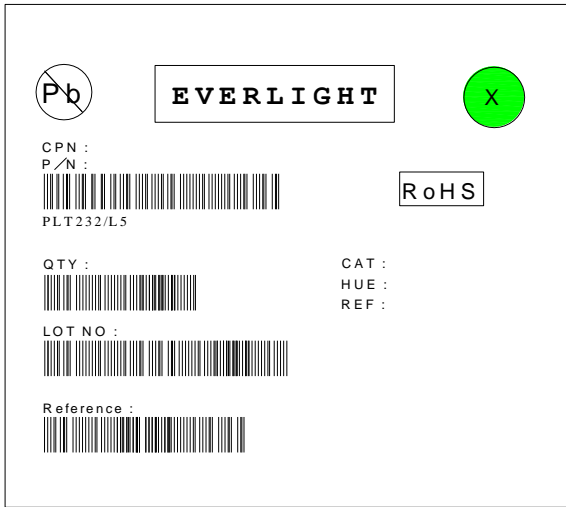 Pb
EVERLIGHT
X
CPN :
P/N :
RoHS
PLT232/L5
QTY :
CAT :
HUE :
REF :
LOT NO :
Reference :